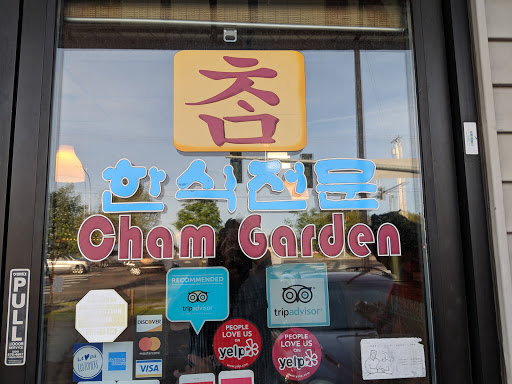 참
한식전문
Cham Garden
RECOMMENDED
tripadvisor
tripadvisor
PULL
DISCOVER
PEOPLE
LOVE US
ON
yelp
PEOPLE
LOVE US
ON
yelp
mastercard
VISA